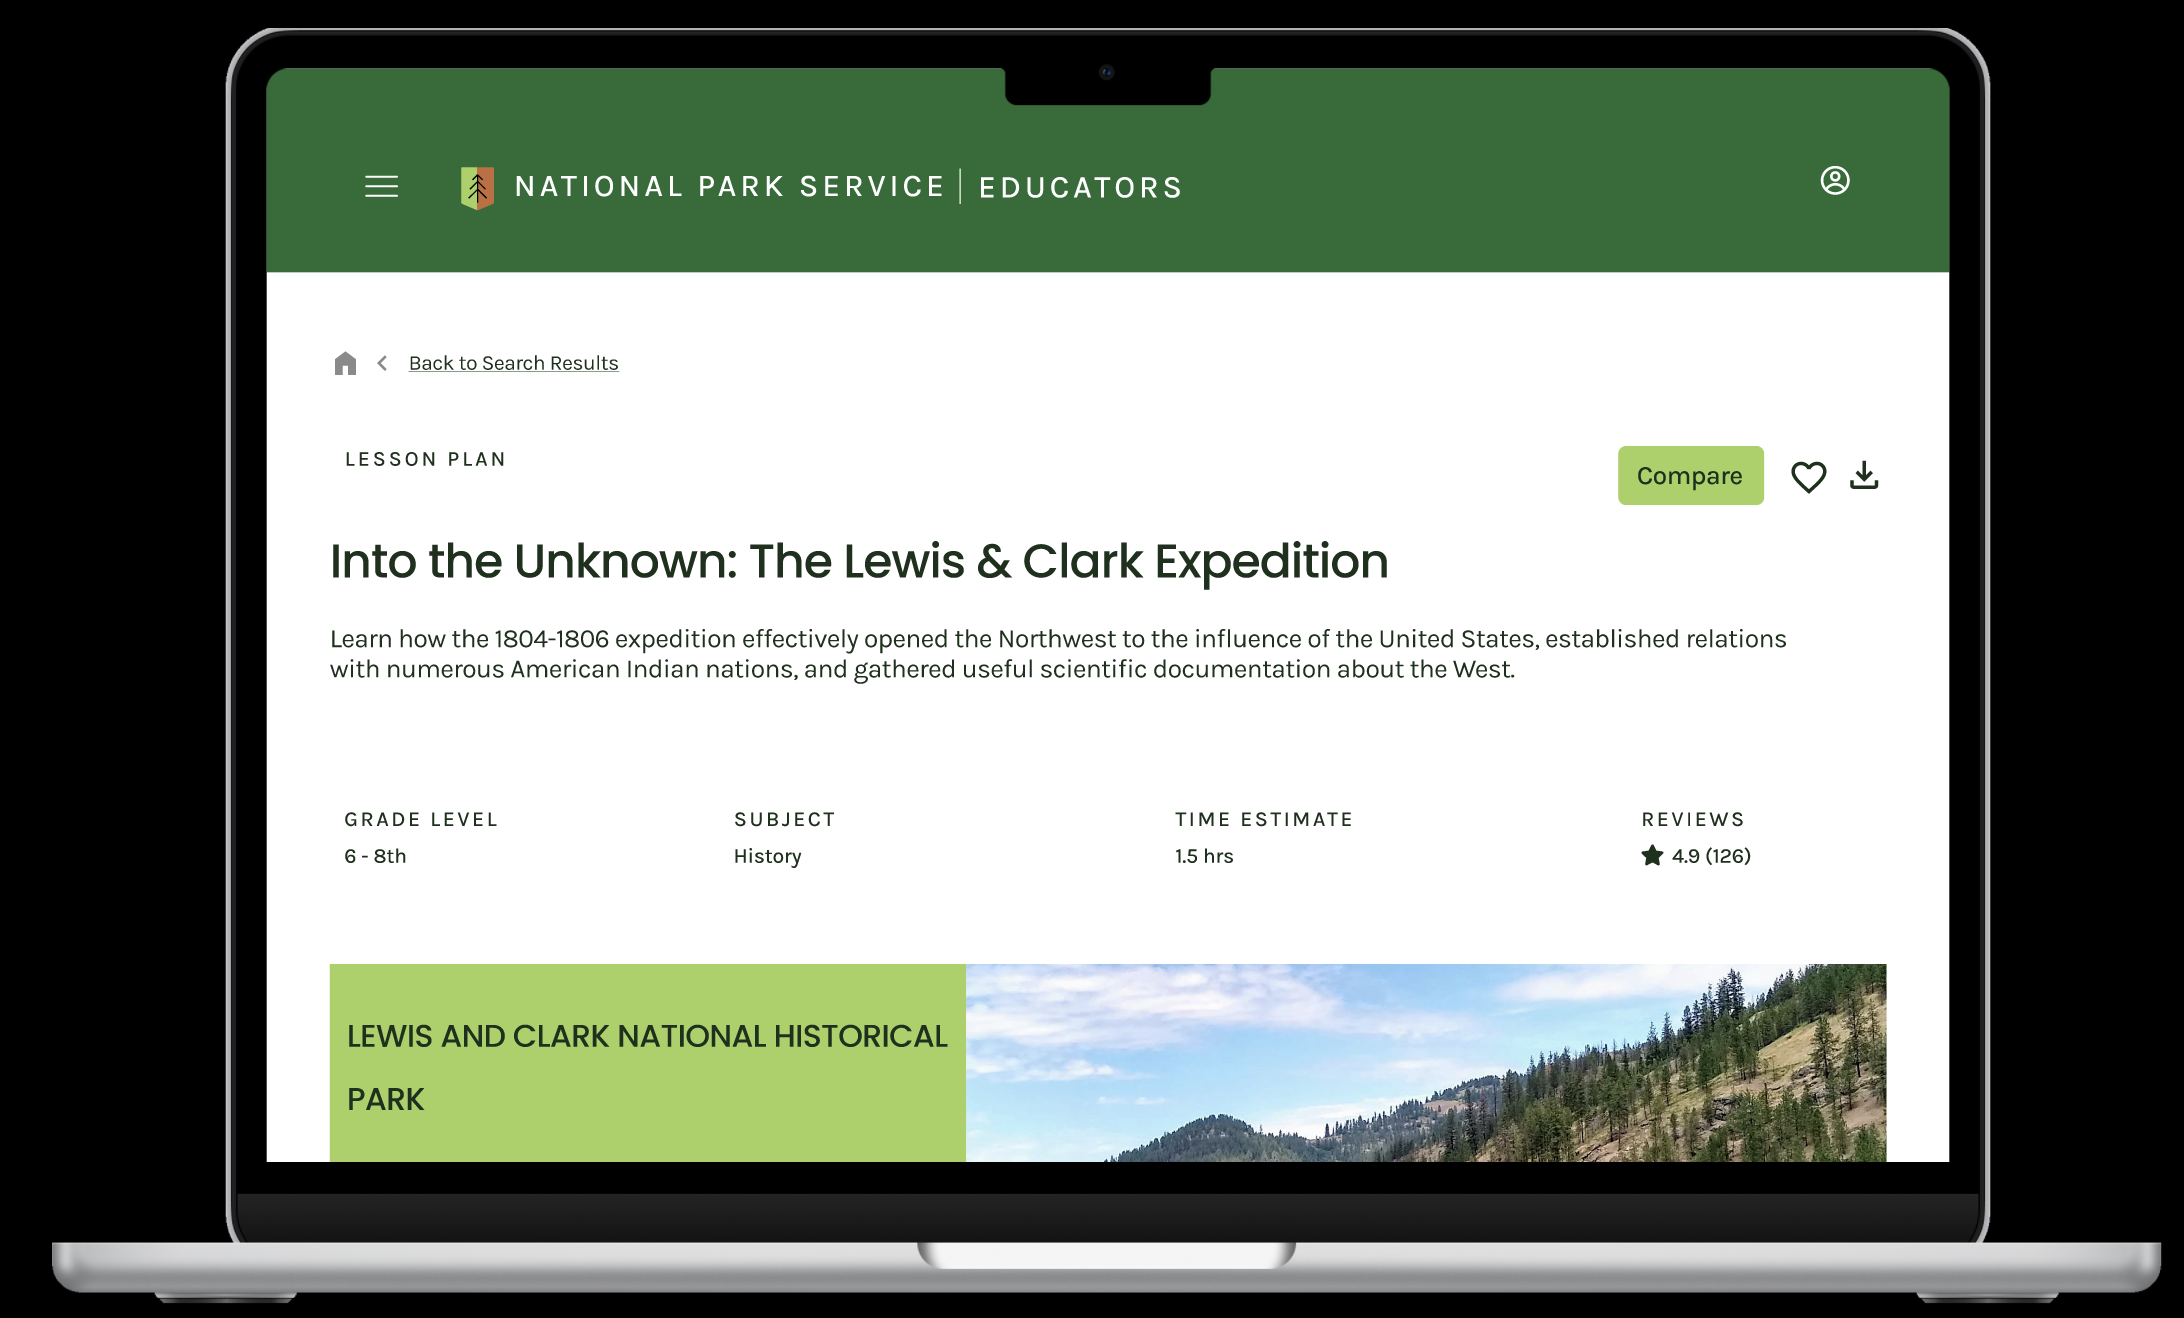 NATIONAL PARK SERVICE | EDUCATORS
Back to Search Results
LESSON PLAN
Compare
Into the Unknown: The Lewis & Clark Expedition
Learn how the 1804-1806 expedition effectively opened the Northwest to the influence of the United States, established relations
with numerous American Indian nations, and gathered useful scientific documentation about the West.
GRADE LEVEL
6 - 8th
SUBJECT
History
TIME ESTIMATE
1.5 hrs
REVIEWS
4.9 (126)
LEWIS AND CLARK NATIONAL HISTORICAL
PARK